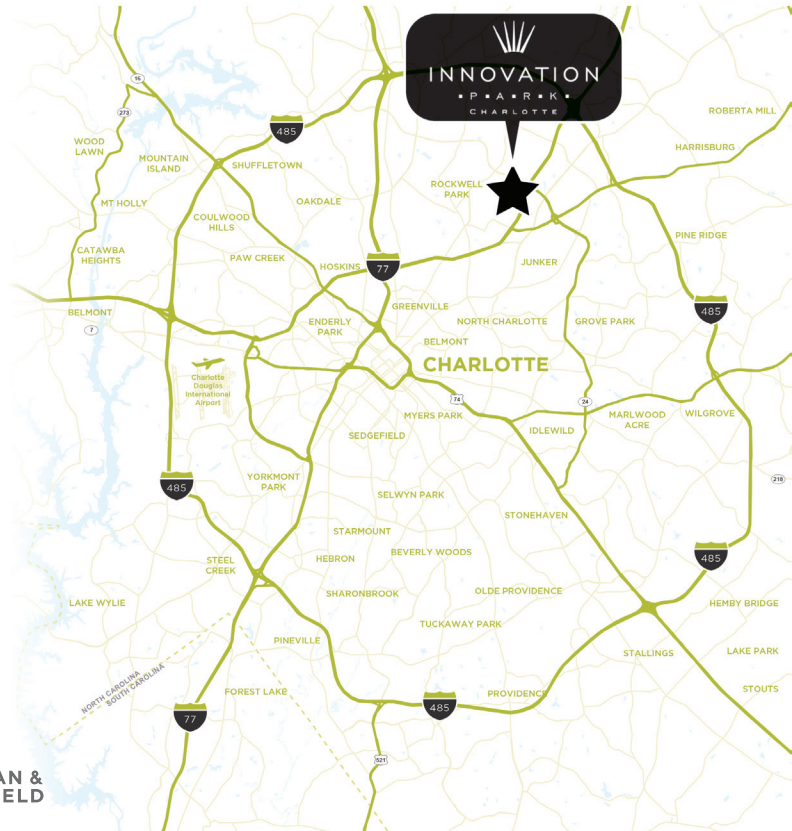 INNOVATION
P•A•R•K
CHARLOTTE
16
273
485
ROBERTA MILL
WOOD
LAWN
MOUNTAIN
ISLAND
SHUFFLETOWN
HARRISBURG
ROCKWELL
PARK
MT HOLLY
OAKDALE
COULWOOD
HILLS
PINE RIDGE
CATAWBA
HEIGHTS
PAW CREEK
HOSKINS
77
JUNKER
BELMONT
7
GREENVILLE
485
ENDERLY
PARK
NORTH CHARLOTTE
GROVE PARK
BELMONT
CHARLOTTE
Charlotte
Douglas
International
Airport
74
24
MYERS PARK
IDLEWILD
MARLWOOD
ACRE
WILGROVE
SEDGEFIELD
YORKMONT
PARK
485
218
SELWYN PARK
STONEHAVEN
STARMOUNT
BEVERLY WOODS
HEBRON
STEEL
CREEK
485
SHARONBROOK
OLDE PROVIDENCE
LAKE WYLIE
HEMBY BRIDGE
TUCKAWAY PARK
PINEVILLE
STALLINGS
LAKE PARK
NORTH CAROLINA
SOUTH CAROLINA
FOREST LAKE
PROVIDENCE
STOUTS
77
485
521
AN &
ELD